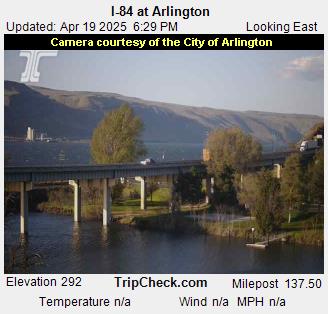 I-84 at Arlington
Updated: Apr 19 2025 6:29 PM Looking East
Camera courtesy of the City of Arlington
Elevation 292 TripCheck.com Milepost 137.50
Temperature n/a Wind n/a MPH n/a